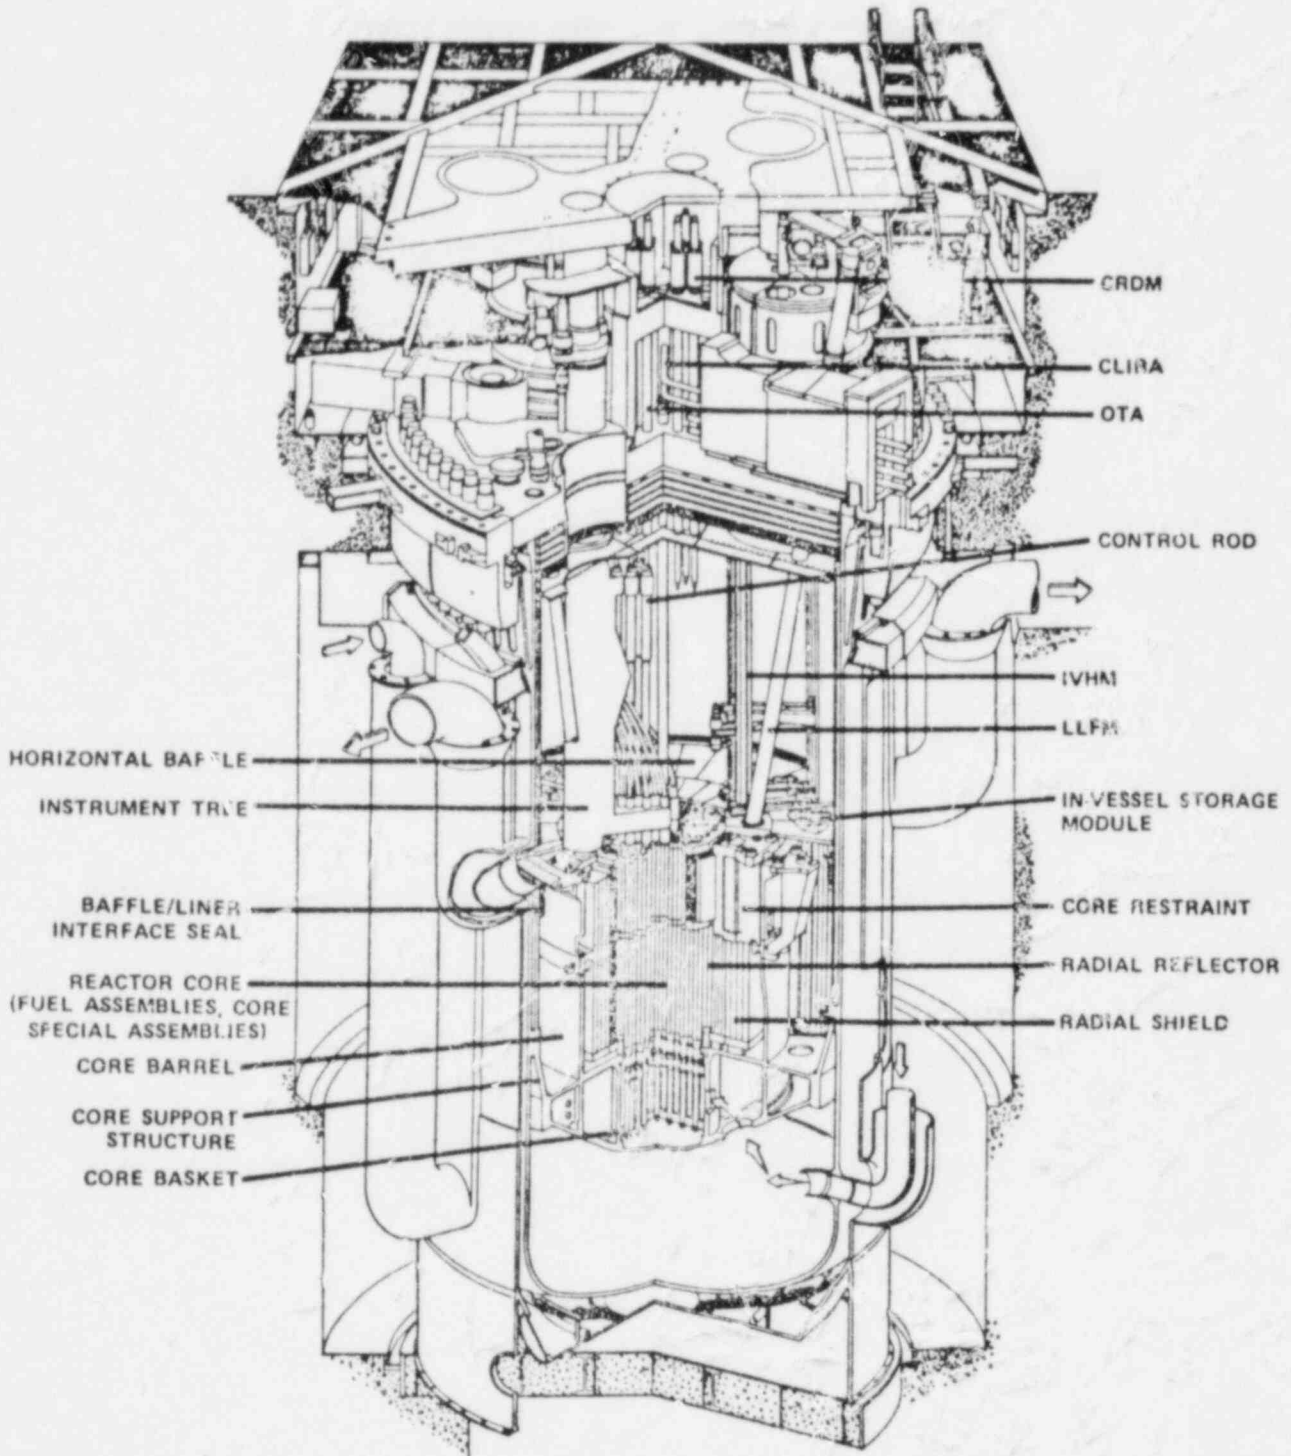 CRDM
CLIRA
OTA
CONTROL ROD
IVHM
LLFM
HORIZONTAL BAFFLE
INSTRUMENT TREE
IN-VESSEL STORAGE
MODULE
BAFFLE/LINER
INTERFACE SEAL
CORE RESTRAINT
REACTOR CORE
(FUEL ASSEMBLIES, CORE
SPECIAL ASSEMBLIES)
RADIAL REFLECTOR
RADIAL SHIELD
CORE BARREL
CORE SUPPORT
STRUCTURE
CORE BASKET